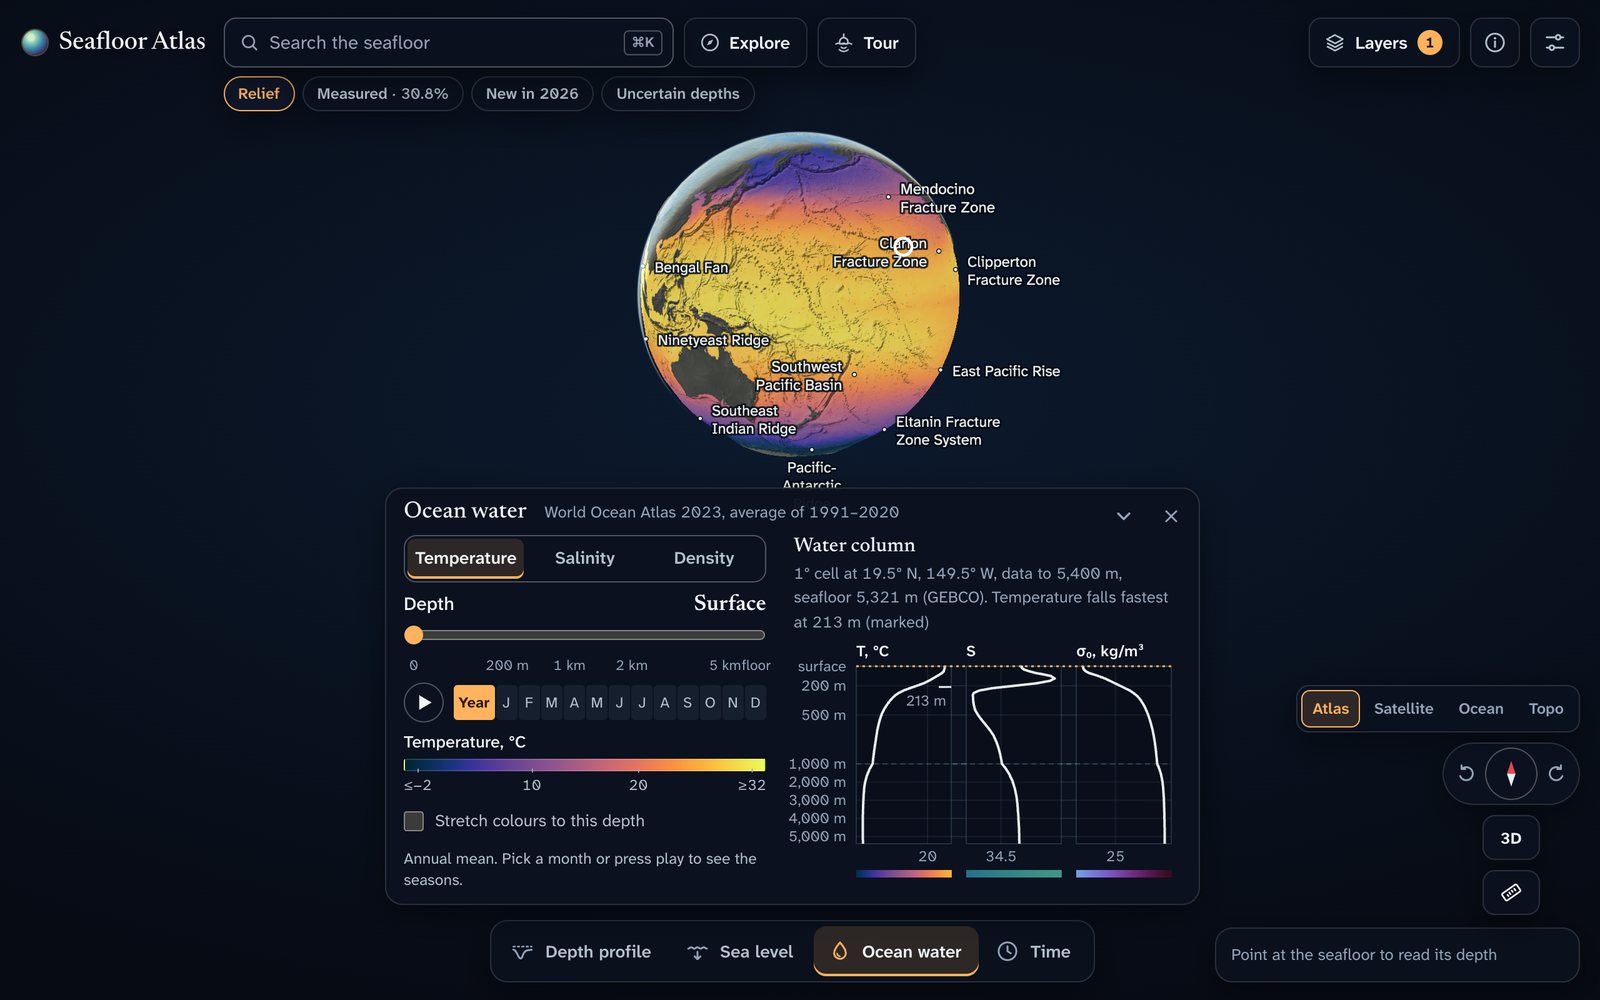 Seafloor Atlas
Search the seafloor
⌘K
Explore
Tour
Layers 1
Relief
Measured · 30.8%
New in 2026
Uncertain depths
Mendocino
Fracture Zone
Clarion
Fracture Zone
Clipperton
Fracture Zone
Bengal Fan
Ninetyeast Ridge
Southwest
Pacific Basin
East Pacific Rise
Southeast
Indian Ridge
Eltanin Fracture
Zone System
Pacific-
Antarctic
Ocean water
World Ocean Atlas 2023, average of 1991–2020
Temperature
Salinity
Density
Depth
Surface
0
200 m
1 km
2 km
5 km
floor
Year J F M A M J J A S O N D
Temperature, °C
≤−2
10
20
≥32
Stretch colours to this depth
Annual mean. Pick a month or press play to see the
seasons.
Water column
1° cell at 19.5° N, 149.5° W, data to 5,400 m,
seafloor 5,321 m (GEBCO). Temperature falls fastest
at 213 m (marked)
T, °C
S
σ₀, kg/m³
surface
200 m
213 m
500 m
1,000 m
2,000 m
3,000 m
4,000 m
5,000 m
20
34.5
25
Atlas
Satellite
Ocean
Topo
3D
Depth profile
Sea level
Ocean water
Time
Point at the seafloor to read its depth